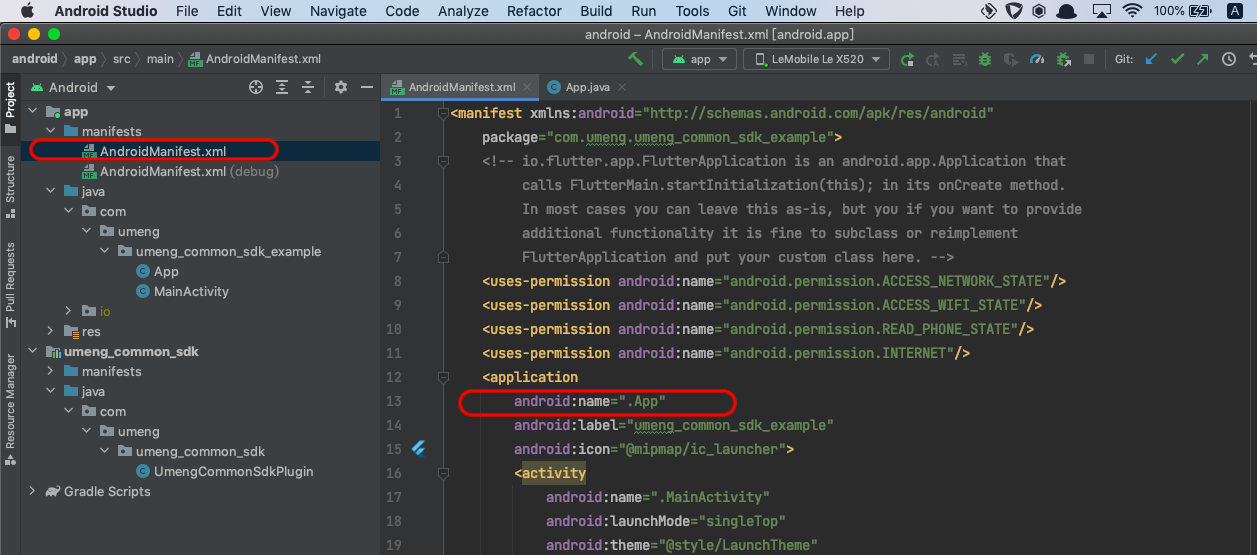 Android Studio File Edit View Navigate Code Analyze Refactor Build Run Tools Git Window Help 100% A
android – AndroidManifest.xml [android.app]
android app src main AndroidManifest.xml app LeMobile Le X520 Git:
Android
AndroidManifest.xml App.java
Project
Structure
Pull Requests
Resource Manager
app
manifests
AndroidManifest.xml
AndroidManifest.xml (debug)
java
com
umeng
umeng_common_sdk_example
App
MainActivity
io
res
umeng_common_sdk
manifests
java
com
umeng
umeng_common_sdk
UmengCommonSdkPlugin
Gradle Scripts
1 <manifest xmlns:android="http://schemas.android.com/apk/res/android"
2 package="com.umeng.umeng_common_sdk_example">
3 <!-- io.flutter.app.FlutterApplication is an android.app.Application that
4 calls FlutterMain.startInitialization(this); in its onCreate method.
5 In most cases you can leave this as-is, but you if you want to provide
6 additional functionality it is fine to subclass or reimplement
7 FlutterApplication and put your custom class here. -->
8 <uses-permission android:name="android.permission.ACCESS_NETWORK_STATE"/>
9 <uses-permission android:name="android.permission.ACCESS_WIFI_STATE"/>
10 <uses-permission android:name="android.permission.READ_PHONE_STATE"/>
11 <uses-permission android:name="android.permission.INTERNET"/>
12 <application
13 android:name=".App"
14 android:label="umeng_common_sdk_example"
15 android:icon="@mipmap/ic_launcher">
16 <activity
17 android:name=".MainActivity"
18 android:launchMode="singleTop"
19 android:theme="@style/LaunchTheme"